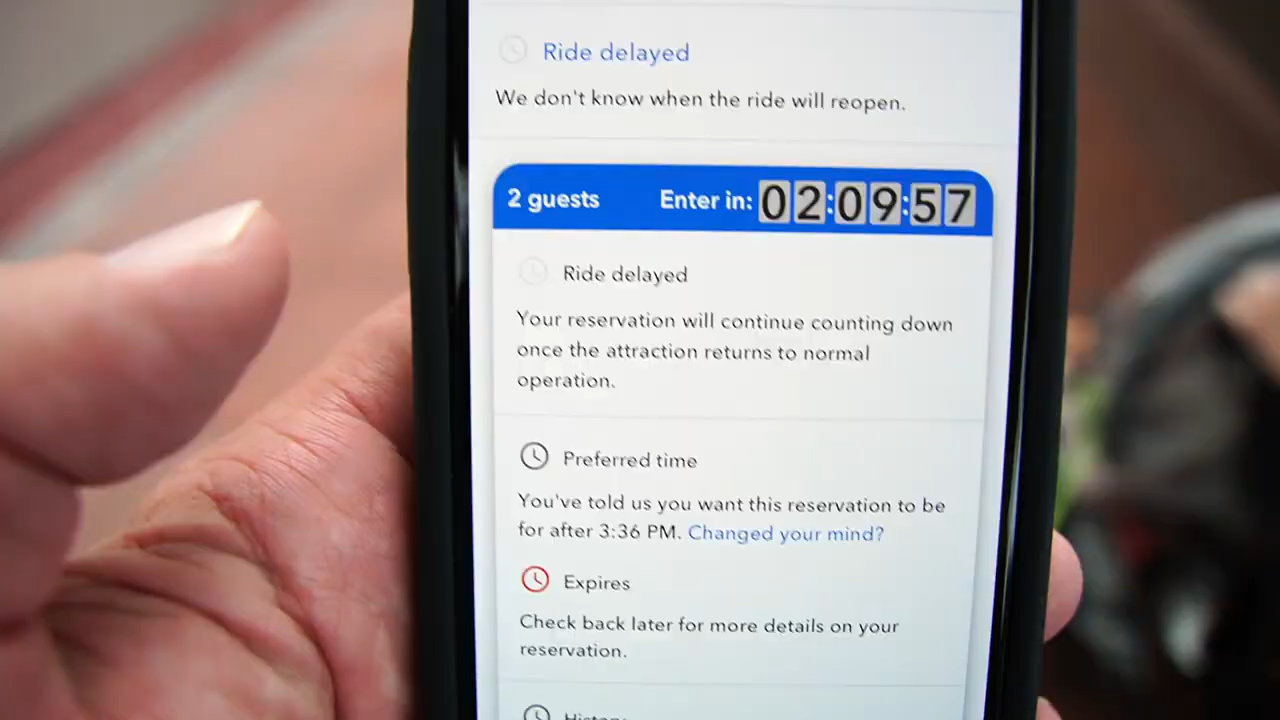 Ride delayed
We don't know when the ride will reopen.
2 guests Enter in: 02:09:57
Ride delayed
Your reservation will continue counting down
once the attraction returns to normal
operation.
Preferred time
You've told us you want this reservation to be
for after 3:36 PM. Changed your mind?
Expires
Check back later for more details on your
reservation.